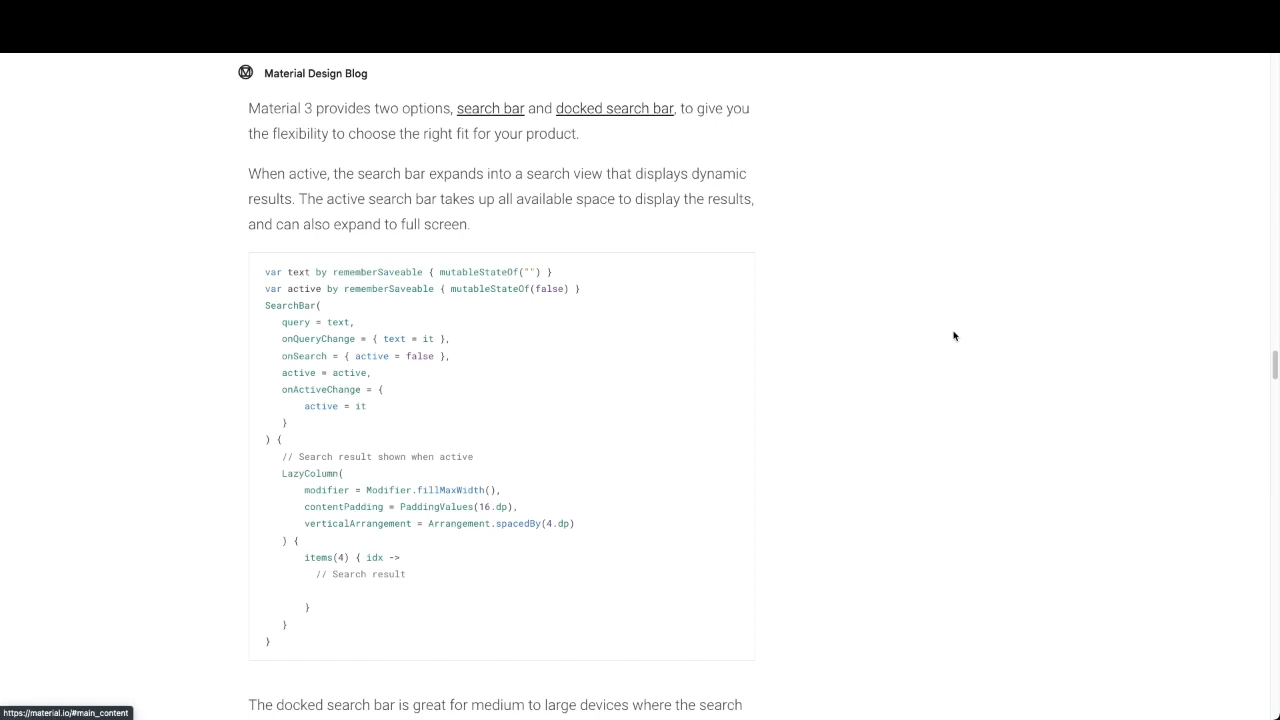 Material Design Blog
Material 3 provides two options, search bar and docked search bar, to give you
the flexibility to choose the right fit for your product.
When active, the search bar expands into a search view that displays dynamic
results. The active search bar takes up all available space to display the results,
and can also expand to full screen.
var text by rememberSaveable { mutableStateOf("") }
var active by rememberSaveable { mutableStateOf(false) }
SearchBar(
query = text,
onQueryChange = { text = it },
onSearch = { active = false },
active = active,
onActiveChange = {
active = it
}
) {
// Search result shown when active
LazyColumn(
modifier = Modifier.fillMaxWidth(),
contentPadding = PaddingValues(16.dp),
verticalArrangement = Arrangement.spacedBy(4.dp)
) {
items(4) { idx ->
// Search result
}
}
}
The docked search bar is great for medium to large devices where the search
https://material.io/#main_content